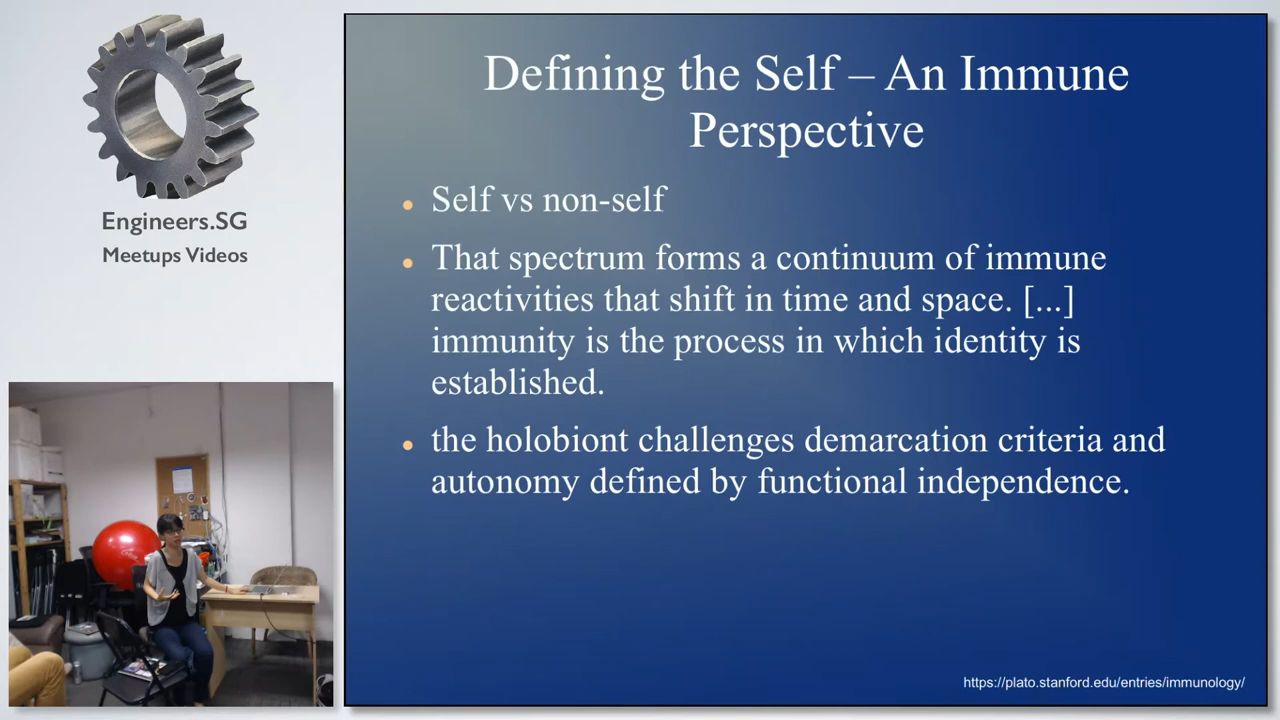 Engineers.SG
Meetups Videos
Defining the Self – An Immune
Perspective
Self vs non-self
That spectrum forms a continuum of immune
reactivities that shift in time and space. [...]
immunity is the process in which identity is
established.
the holobiont challenges demarcation criteria and
autonomy defined by functional independence.
https://plato.stanford.edu/entries/immunology/